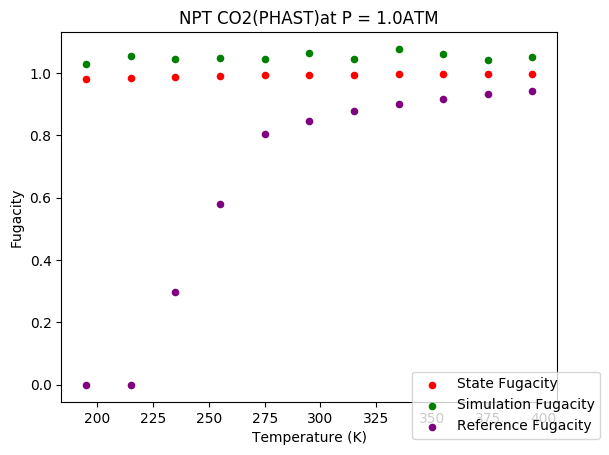 NPT CO2(PHAST)at P = 1.0ATM
Fugacity
1.0
0.8
0.6
0.4
0.2
0.0
200 225 250 275 300 325 350 375 400
Temperature (K)
State Fugacity
Simulation Fugacity
Reference Fugacity